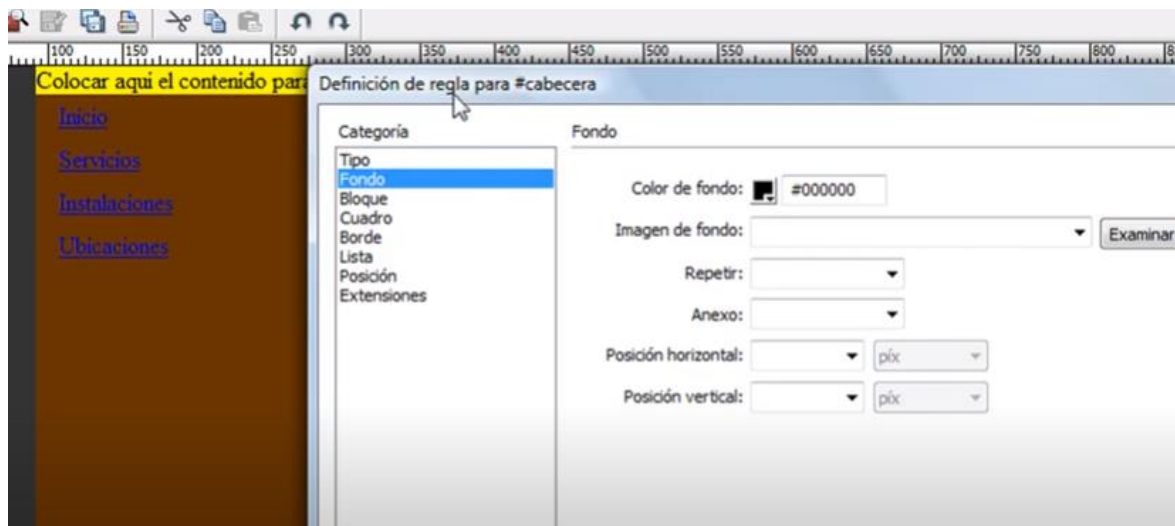 100 150 200 250 300 350 400 450 500 550 600 650 700 750 800
Colocar aqui el contenido para
Inicio
Servicios
Instalaciones
Ubicaciones
Definición de regla para #cabecera
Categoría
Tipo
Fondo
Bloque
Cuadro
Borde
Lista
Posición
Extensiones
Fondo
Color de fondo: #000000
Imagen de fondo: Examinar
Repetir:
Anexo:
Posición horizontal: píx
Posición vertical: píx